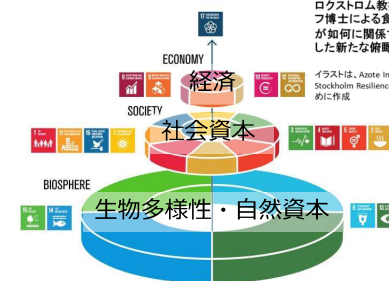 ロクストロム教
フ博士による食
が如何に関係
した新たな俯瞰
イラストは、Azote In
Stockholm Resilience
めに作成
ECONOMY
経済
SOCIETY
社会資本
BIOSPHERE
生物多様性・自然資本